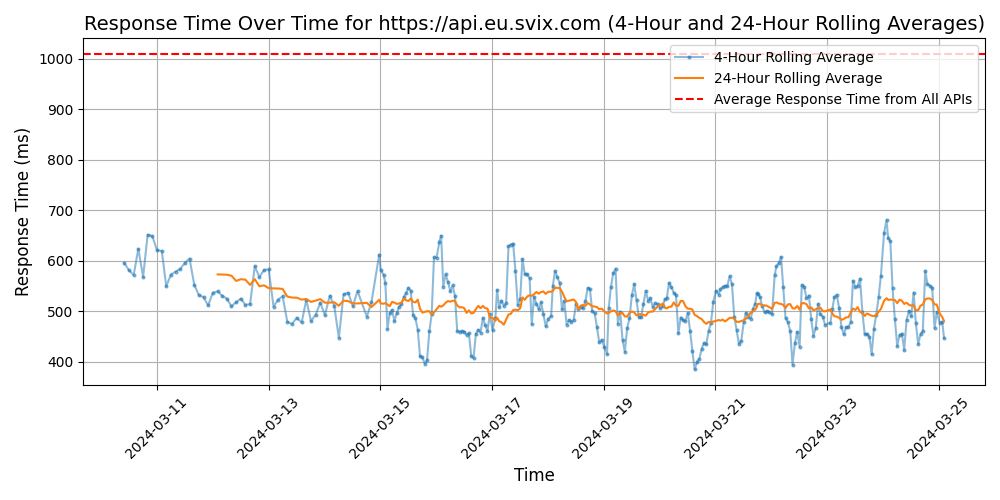 Response Time Over Time for https://api.eu.svix.com (4-Hour and 24-Hour Rolling Averages)
4-Hour Rolling Average
24-Hour Rolling Average
Average Response Time from All APIs
Response Time (ms)
1000
900
800
700
600
500
400
2024-03-11
2024-03-13
2024-03-15
2024-03-17
2024-03-19
2024-03-21
2024-03-23
2024-03-25
Time